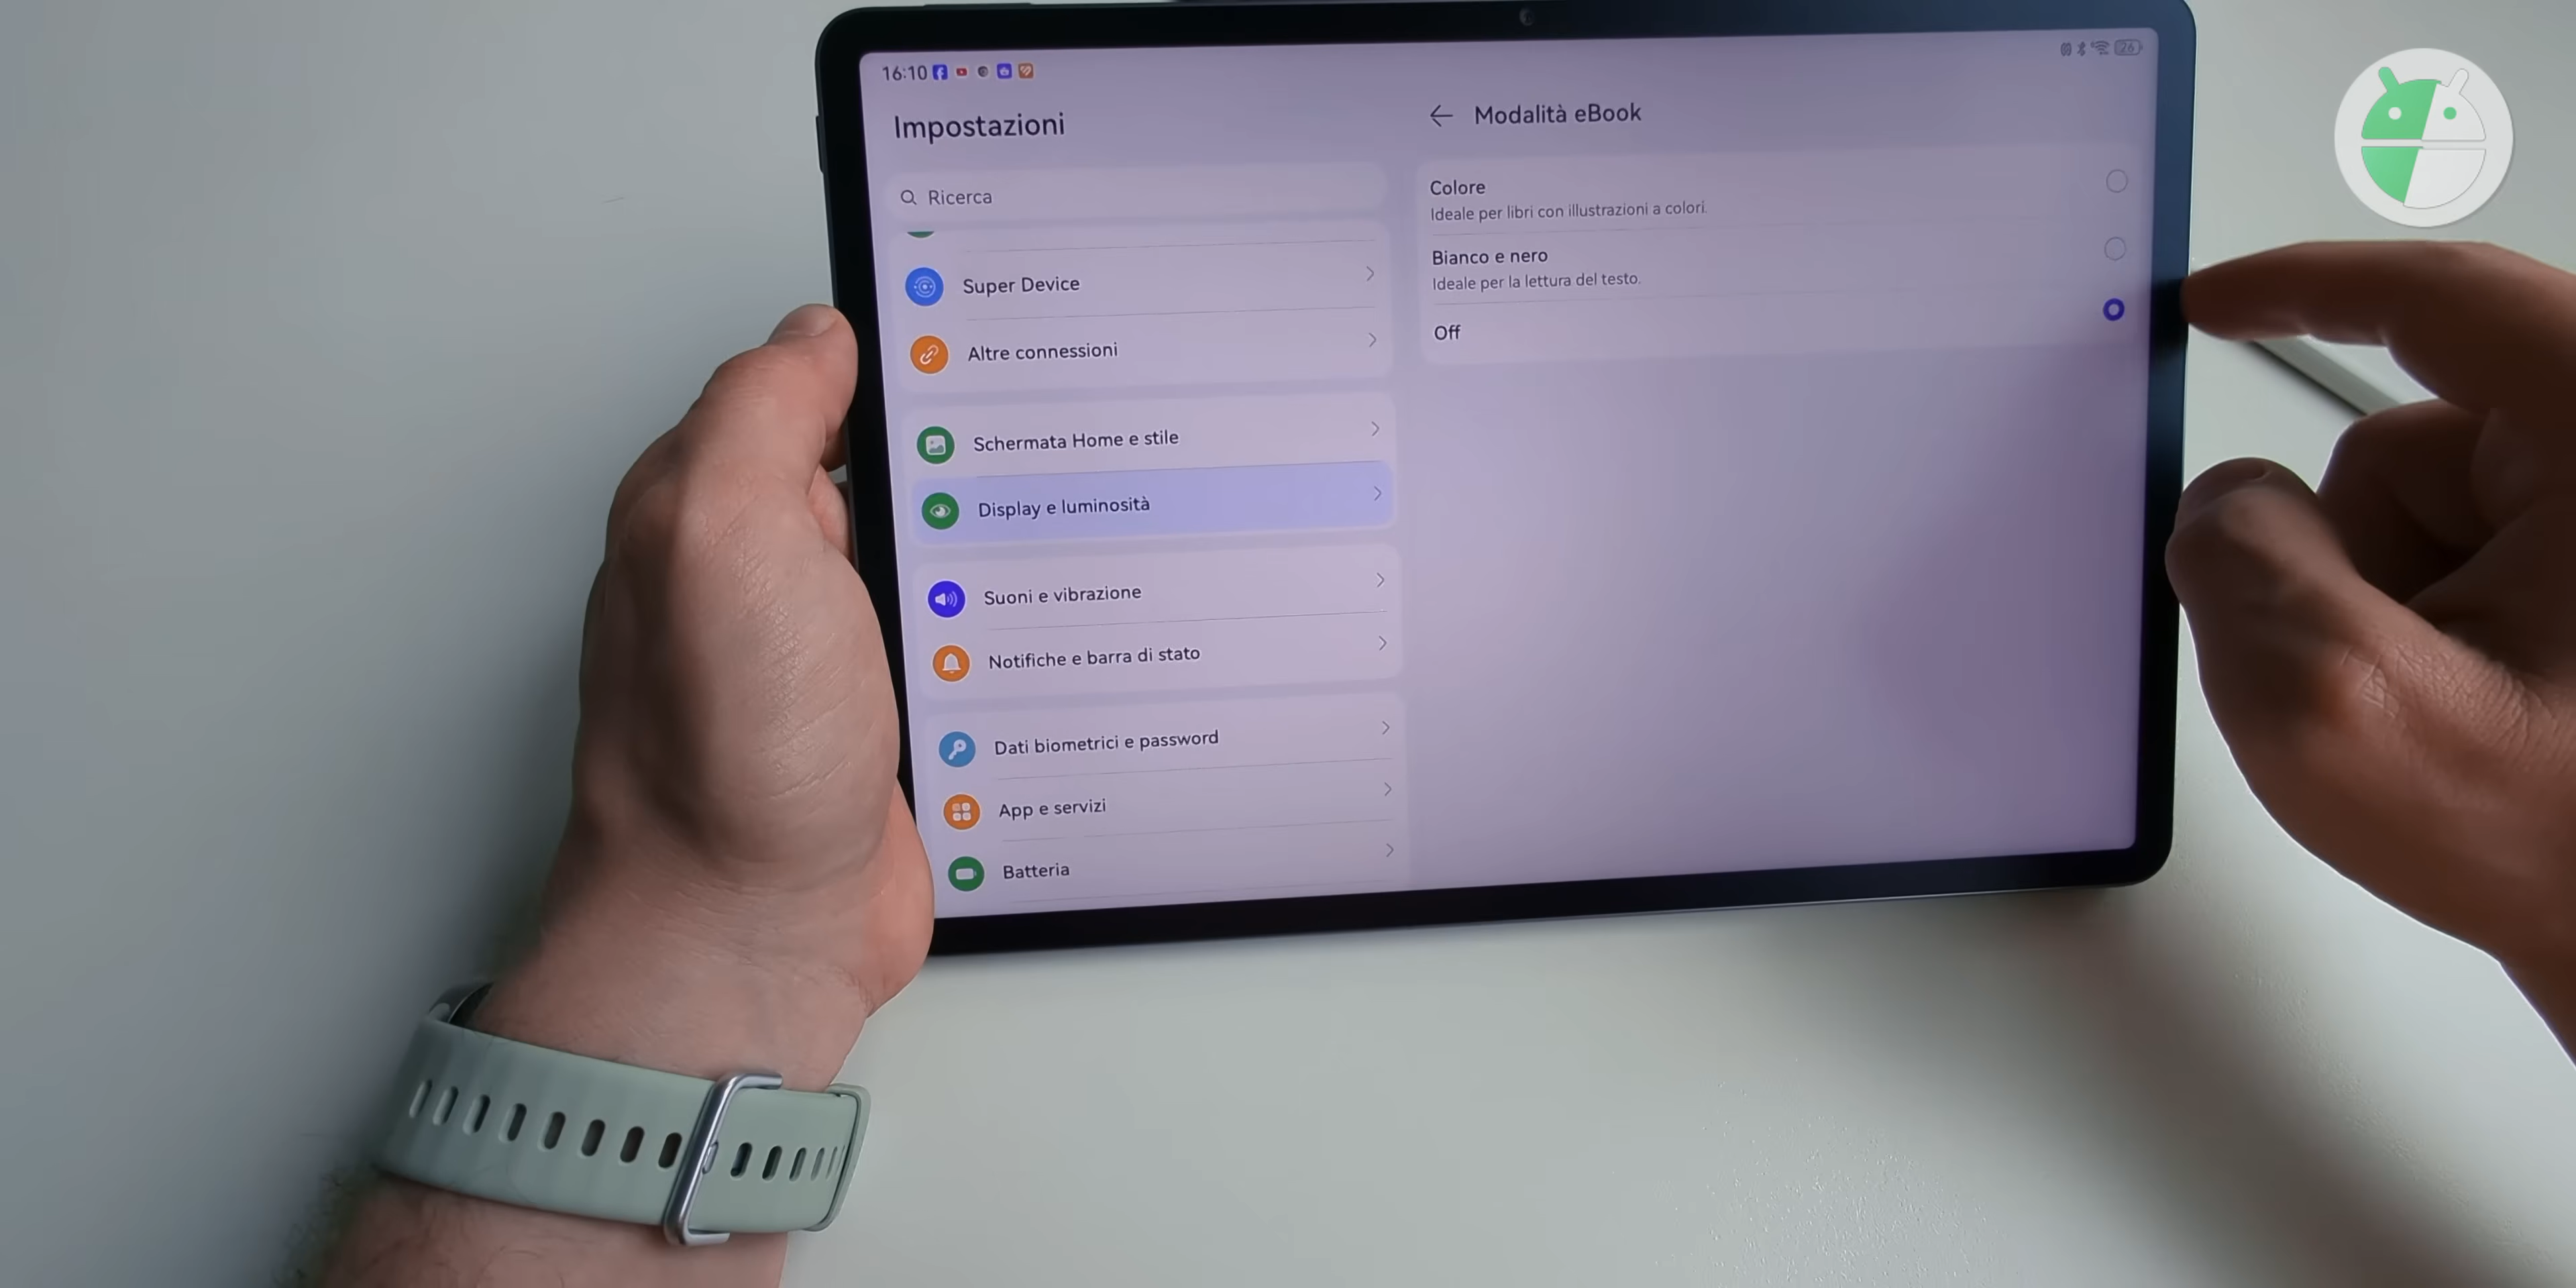 16:10
26
Impostazioni
Ricerca
Super Device
Altre connessioni
Schermata Home e stile
Display e luminosità
Suoni e vibrazione
Notifiche e barra di stato
Dati biometrici e password
App e servizi
Batteria
Modalità eBook
Colore
Ideale per libri con illustrazioni a colori.
Bianco e nero
Ideale per la lettura del testo.
Off